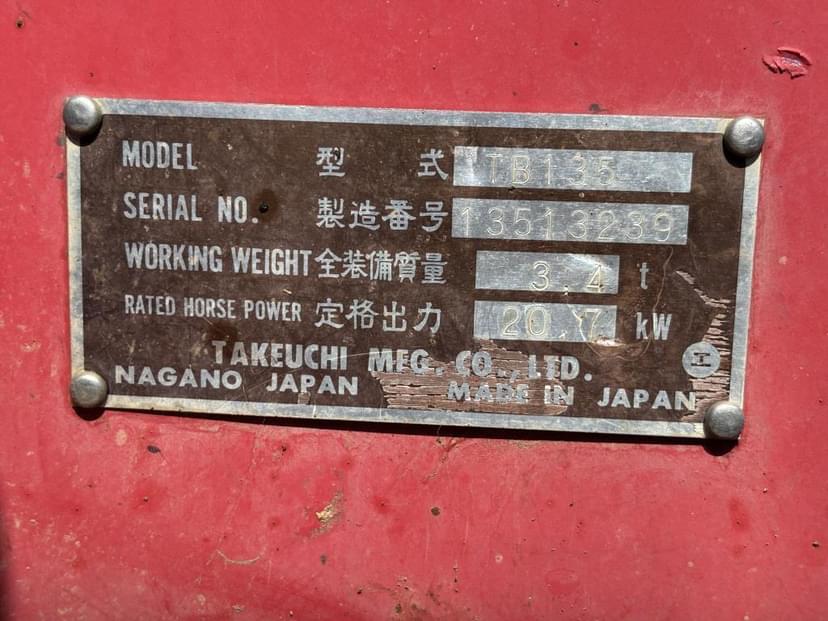 MODEL 型 式 TB135
SERIAL NO. 製造番号 13513239
WORKING WEIGHT 全装備質量 3.4 t
RATED HORSE POWER 定格出力 20.7 kW
TAKEUCHI MFG. CO., LTD.
NAGANO JAPAN MADE IN JAPAN